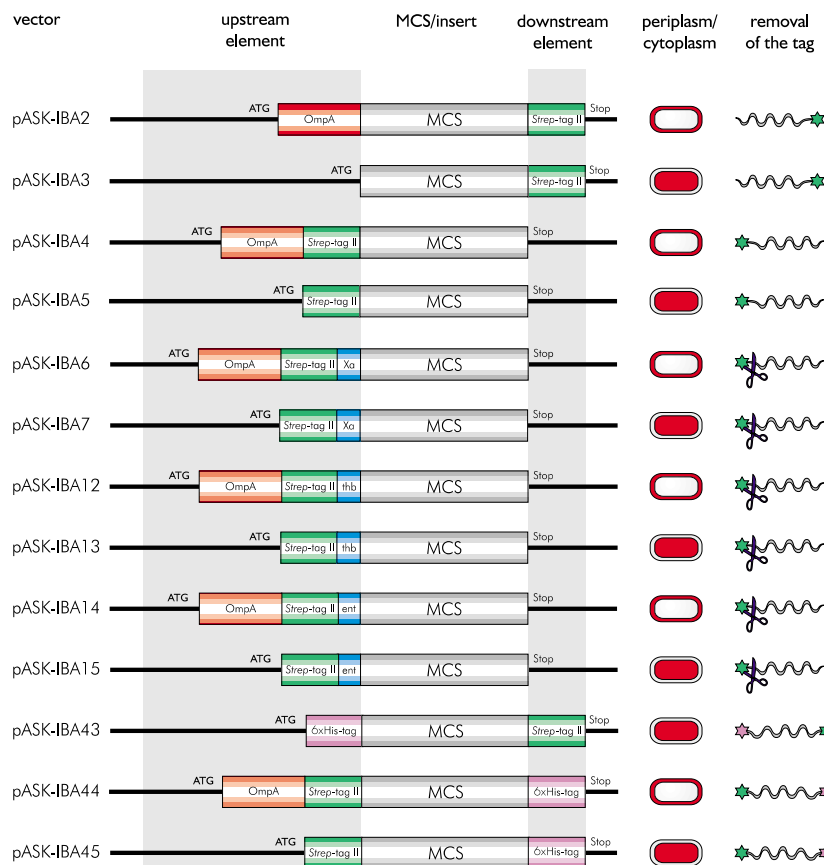 vector upstream MCS/insert downstream periplasm/ removal
element element cytoplasm of the tag
pASK-IBA2 ATG OmpA MCS Strep-tag II Stop
pASK-IBA3 ATG MCS Strep-tag II Stop
pASK-IBA4 ATG OmpA Strep-tag II MCS Stop
pASK-IBA5 ATG Strep-tag II MCS Stop
pASK-IBA6 ATG OmpA Strep-tag II Xa MCS Stop
pASK-IBA7 ATG Strep-tag II Xa MCS Stop
pASK-IBA12 ATG OmpA Strep-tag II thb MCS Stop
pASK-IBA13 ATG Strep-tag II thb MCS Stop
pASK-IBA14 ATG OmpA Strep-tag II ent MCS Stop
pASK-IBA15 ATG Strep-tag II ent MCS Stop
pASK-IBA43 ATG 6xHis-tag MCS Strep-tag II Stop
pASK-IBA44 ATG OmpA Strep-tag II MCS 6xHis-tag Stop
pASK-IBA45 ATG Strep-tag II MCS 6xHis-tag Stop